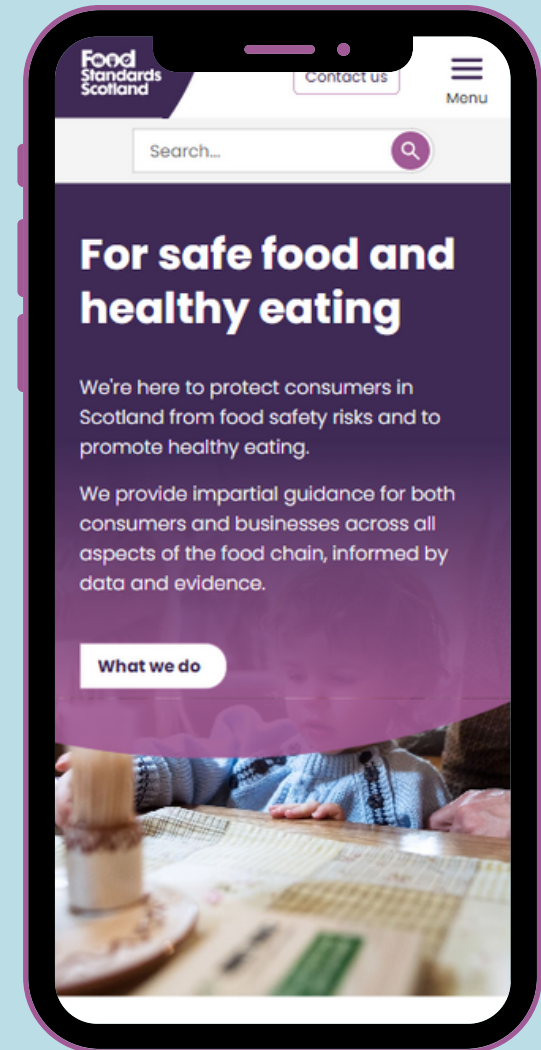 Food
Standards
Scotland
Contact us
Menu
Search...
For safe food and
healthy eating
We're here to protect consumers in
Scotland from food safety risks and to
promote healthy eating.
We provide impartial guidance for both
consumers and businesses across all
aspects of the food chain, informed by
data and evidence.
What we do